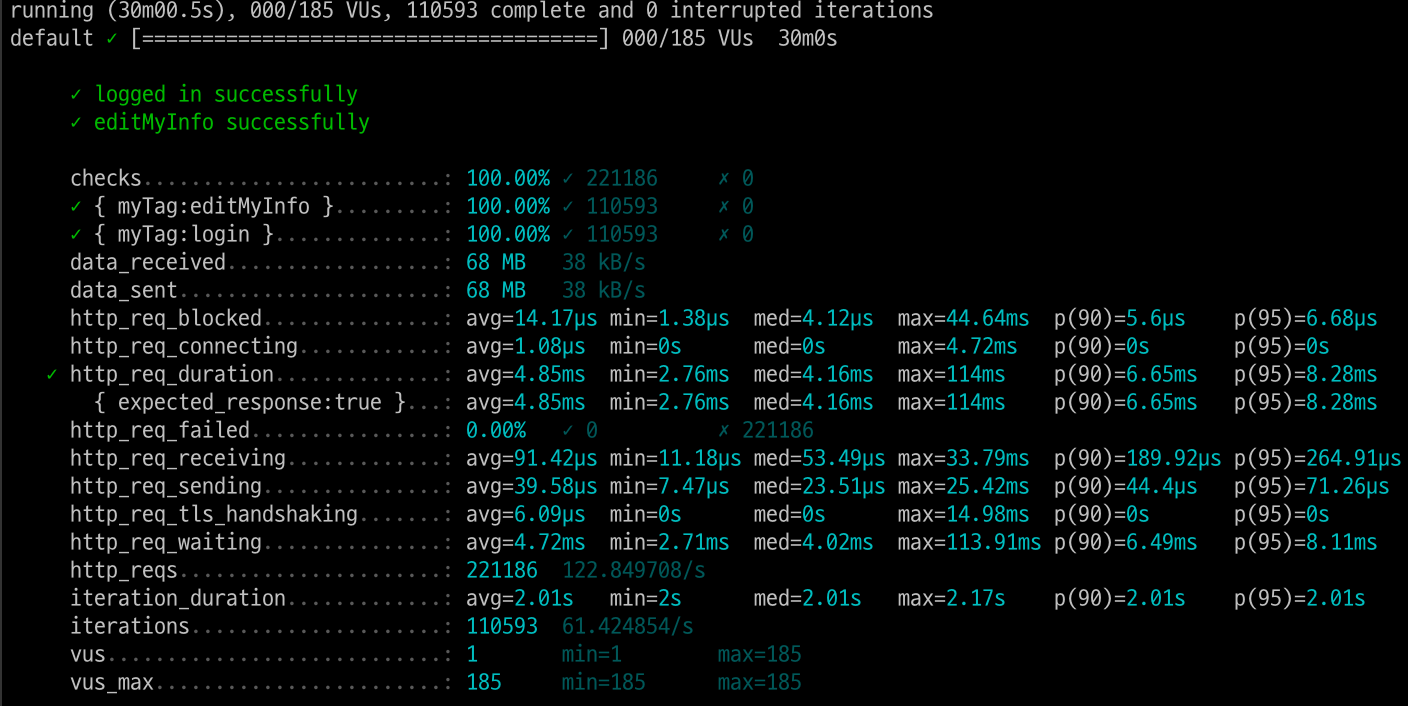 running (30m00.5s), 000/185 VUs, 110593 complete and 0 interrupted iterations
default ✓ [======================================] 000/185 VUs  30m0s
✓ logged in successfully
✓ editMyInfo successfully
checks.........................: 100.00% ✓ 221186     ✗ 0
✓ { myTag:editMyInfo }.........: 100.00% ✓ 110593     ✗ 0
✓ { myTag:login }..............: 100.00% ✓ 110593     ✗ 0
data_received..................: 68 MB   38 kB/s
data_sent......................: 68 MB   38 kB/s
http_req_blocked...............: avg=14.17µs min=1.38µs  med=4.12µs  max=44.64ms  p(90)=5.6µs    p(95)=6.68µs
http_req_connecting............: avg=1.08µs  min=0s      med=0s      max=4.72ms   p(90)=0s       p(95)=0s
✓ http_req_duration..............: avg=4.85ms  min=2.76ms  med=4.16ms  max=114ms    p(90)=6.65ms   p(95)=8.28ms
{ expected_response:true }...: avg=4.85ms  min=2.76ms  med=4.16ms  max=114ms    p(90)=6.65ms   p(95)=8.28ms
http_req_failed................: 0.00%   ✓ 0          ✗ 221186
http_req_receiving.............: avg=91.42µs min=11.18µs med=53.49µs max=33.79ms  p(90)=189.92µs p(95)=264.91µs
http_req_sending...............: avg=39.58µs min=7.47µs  med=23.51µs max=25.42ms  p(90)=44.4µs   p(95)=71.26µs
http_req_tls_handshaking.......: avg=6.09µs  min=0s      med=0s      max=14.98ms  p(90)=0s       p(95)=0s
http_req_waiting...............: avg=4.72ms  min=2.71ms  med=4.02ms  max=113.91ms p(90)=6.49ms   p(95)=8.11ms
http_reqs......................: 221186  122.849708/s
iteration_duration.............: avg=2.01s   min=2s      med=2.01s   max=2.17s    p(90)=2.01s    p(95)=2.01s
iterations.....................: 110593  61.424854/s
vus............................: 1       min=1        max=185
vus_max........................: 185     min=185      max=185